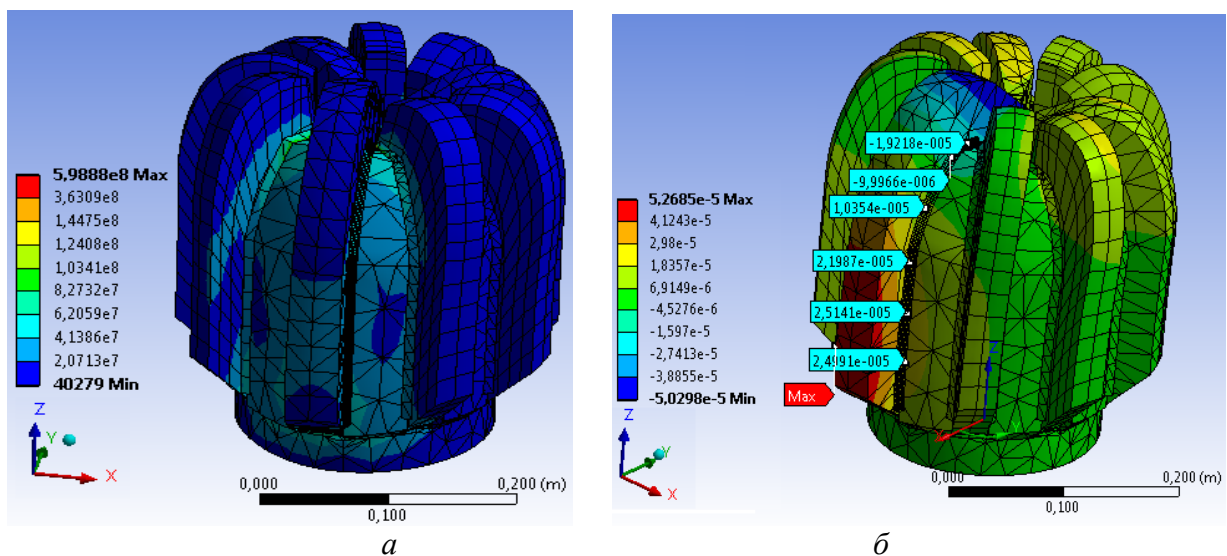 5,9888e8 Max
3,6309e8
1,4475e8
1,2408e8
1,0341e8
8,2732e7
6,2059e7
4,1386e7
2,0713e7
40279 Min
Z
Y
X
0,000
0,200 (m)
0,100
а
-1,9218e-005
-9,9966e-006
1,0354e-005
2,1987e-005
2,5141e-005
2,4991e-005
Max
5,2685e-5 Max
4,1243e-5
2,98e-5
1,8357e-5
6,9149e-6
-4,5276e-6
-1,597e-5
-2,7413e-5
-3,8855e-5
-5,0298e-5 Min
Z
Y
Z
Y
X
0,000
0,200 (m)
0,100
б